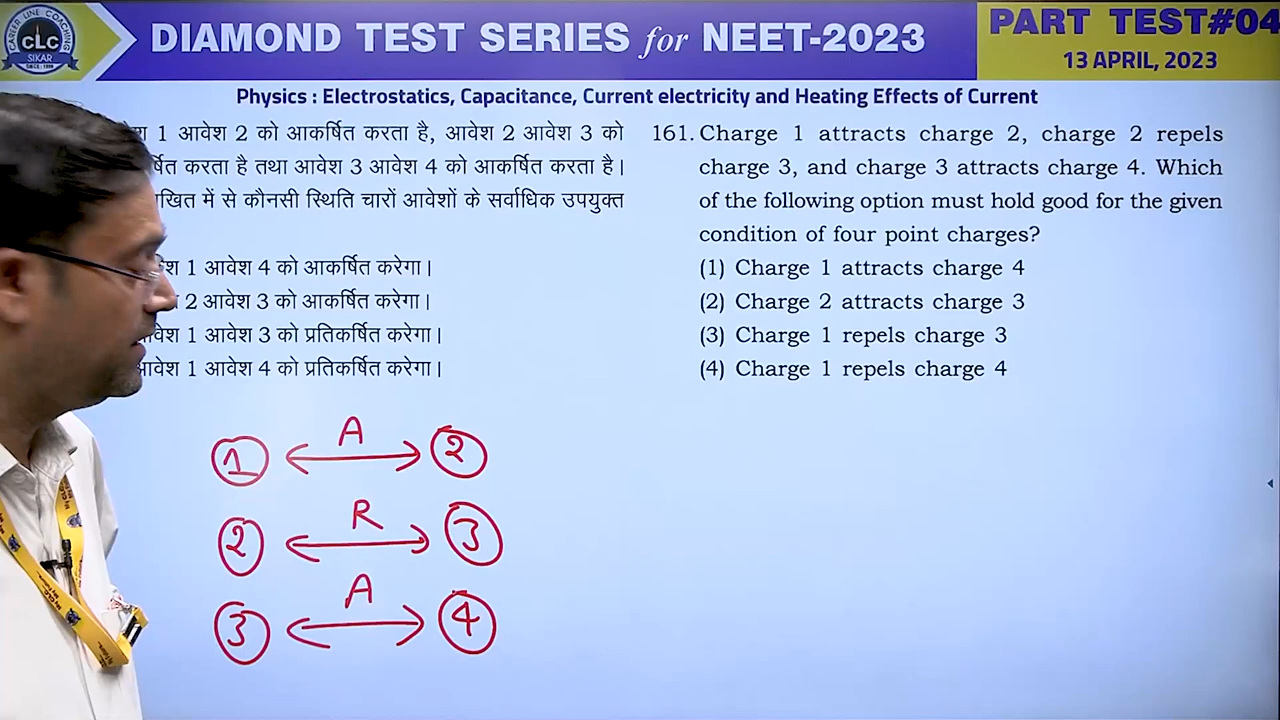 CAREER LINE COACHING
CLC
SIKAR
SINCE : 1996
DIAMOND TEST SERIES for NEET-2023
PART TEST#04
13 APRIL, 2023
Physics : Electrostatics, Capacitance, Current electricity and Heating Effects of Current
1 आवेश 2 को आकर्षित करता है, आवेश 2 आवेश 3 को
करता है तथा आवेश 3 आवेश 4 को आकर्षित करता है।
में से कौनसी स्थिति चारों आवेशों के सर्वाधिक उपयुक्त
1 आवेश 4 को आकर्षित करेगा।
2 आवेश 3 को आकर्षित करेगा।
आवेश 1 आवेश 3 को प्रतिकर्षित करेगा।
आवेश 1 आवेश 4 को प्रतिकर्षित करेगा।
161. Charge 1 attracts charge 2, charge 2 repels
charge 3, and charge 3 attracts charge 4. Which
of the following option must hold good for the given
condition of four point charges?
(1) Charge 1 attracts charge 4
(2) Charge 2 attracts charge 3
(3) Charge 1 repels charge 3
(4) Charge 1 repels charge 4
1 A 2
2 R 3
3 A 4